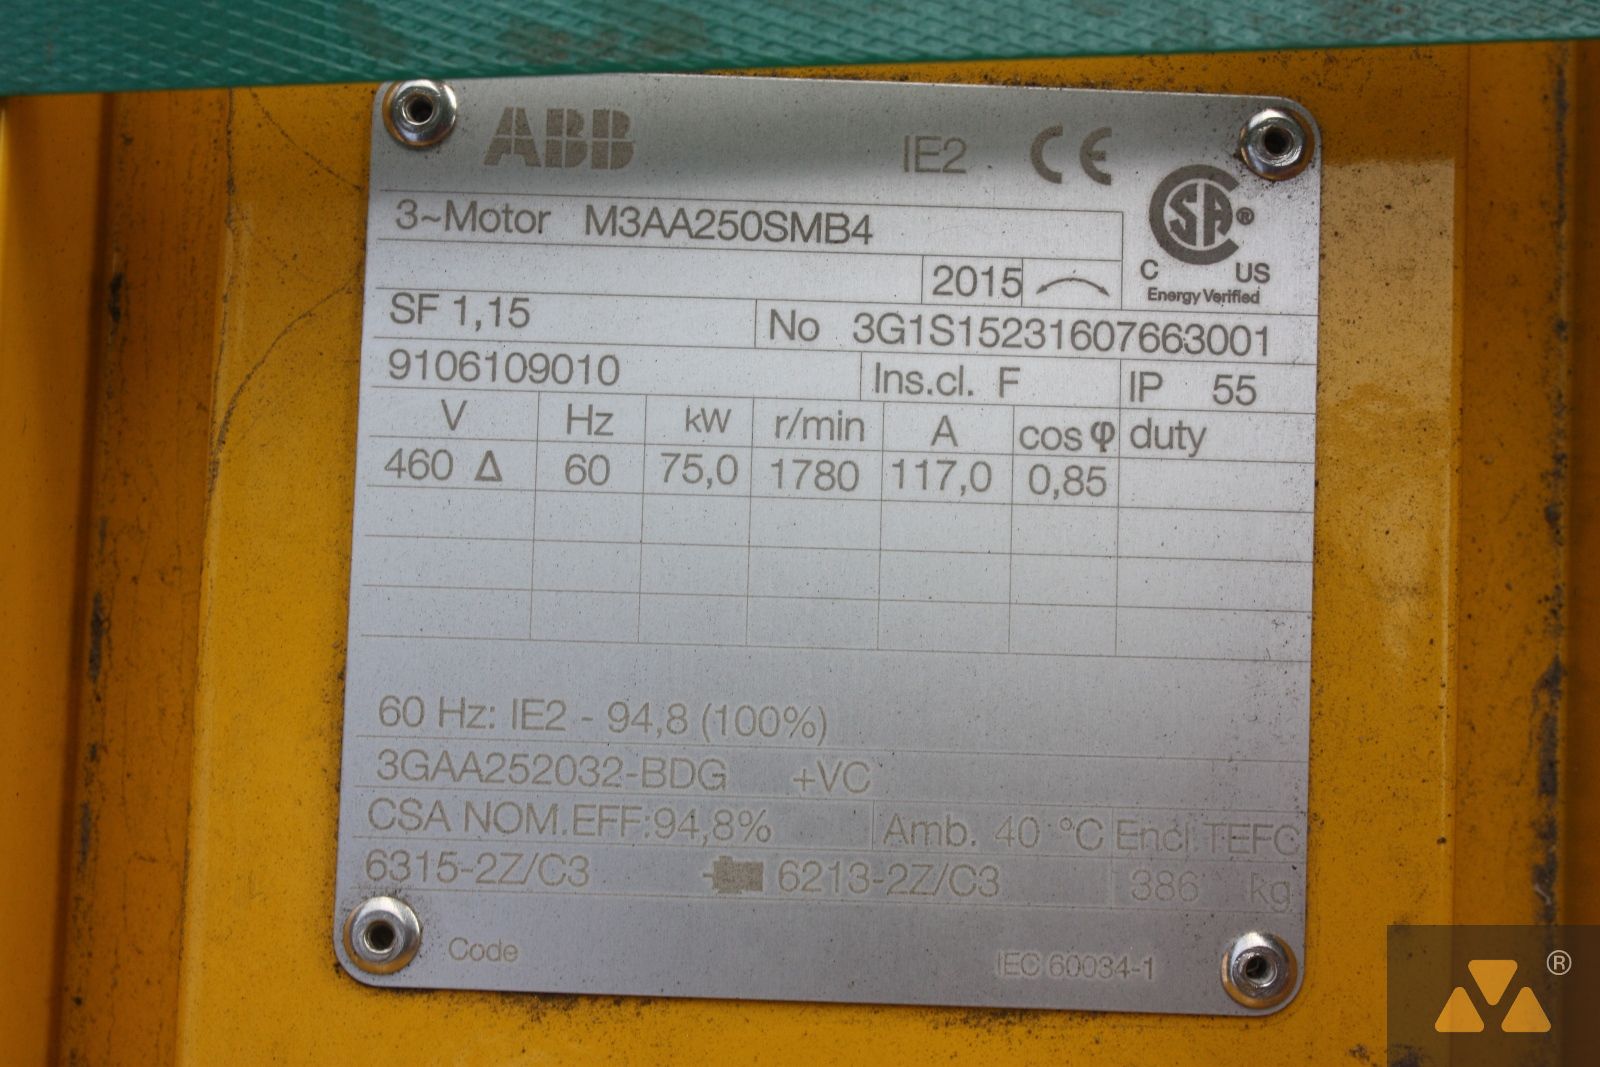 ABB IE2 CE
3~Motor M3AA250SMB4
CSA ®
C US
Energy Verified
2015
SF 1,15 No 3G1S15231607663001
9106109010 Ins.cl. F IP 55
V Hz kW r/min A cos φ duty
460 Δ 60 75,0 1780 117,0 0,85
60 Hz: IE2 - 94,8 (100%)
3GAA252032-BDG +VC
CSA NOM.EFF:94,8% Amb. 40 °C Encl.TEFC
6315-2Z/C3 6213-2Z/C3 386 kg
Code IEC 60034-1
®